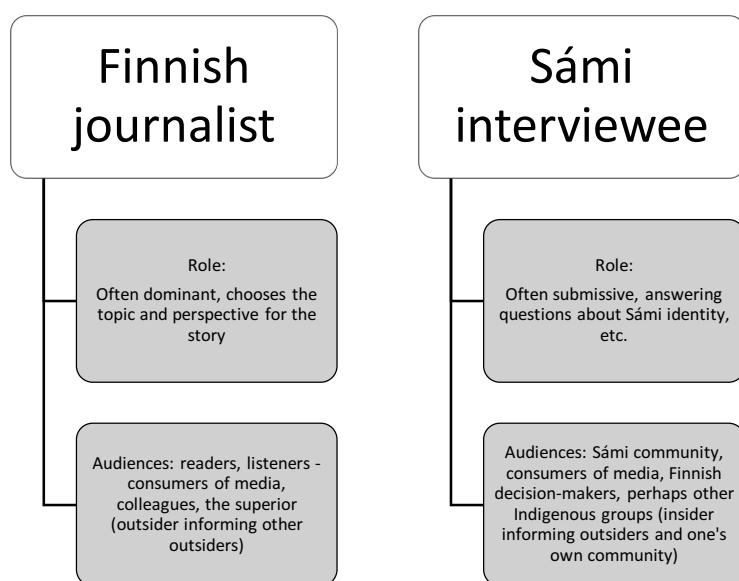 Finnish
journalist
Role:
Often dominant, chooses the
topic and perspective for the
story
Audiences: readers, listeners -
consumers of media,
colleagues, the superior
(outsider informing other
outsiders)
Sámi
interviewee
Role:
Often submissive, answering
questions about Sámi identity,
etc.
Audiences: Sámi community,
consumers of media, Finnish
decision-makers, perhaps other
Indigenous groups (insider
informing outsiders and one's
own community)